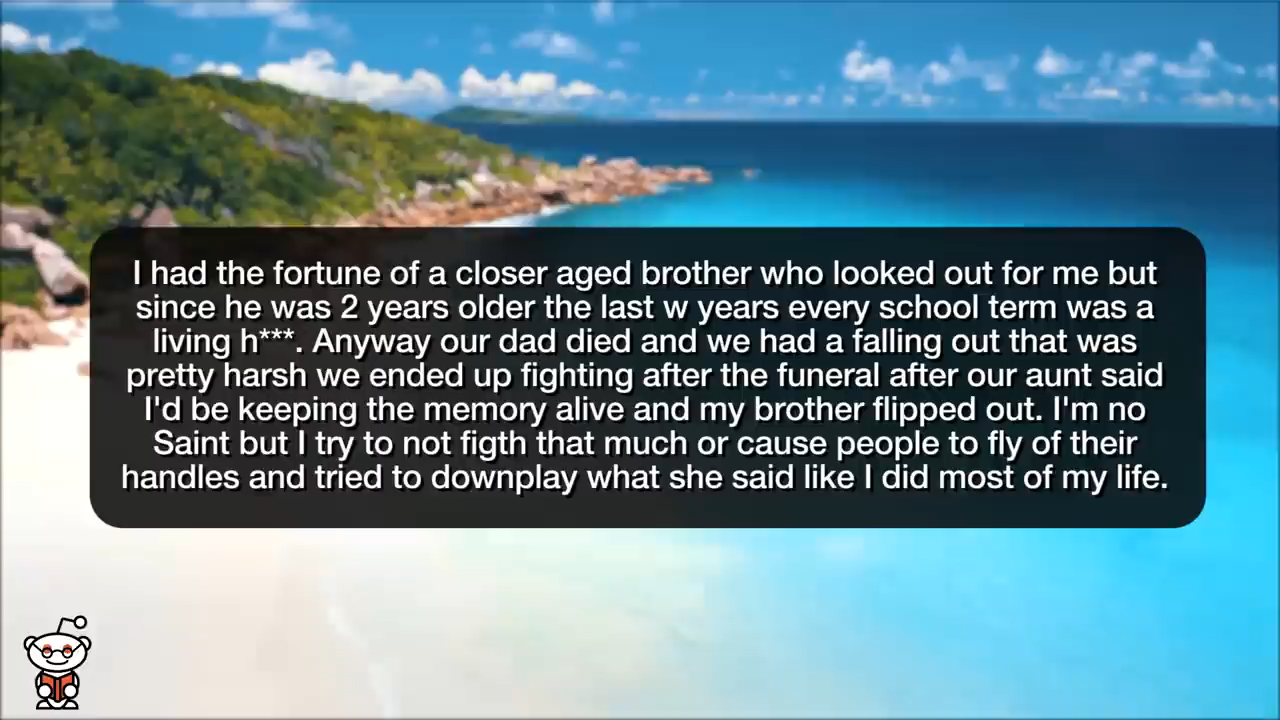 I had the fortune of a closer aged brother who looked out for me but
since he was 2 years older the last w years every school term was a
living h***. Anyway our dad died and we had a falling out that was
pretty harsh we ended up fighting after the funeral after our aunt said
I'd be keeping the memory alive and my brother flipped out. I'm no
Saint but I try to not figth that much or cause people to fly of their
handles and tried to downplay what she said like I did most of my life.